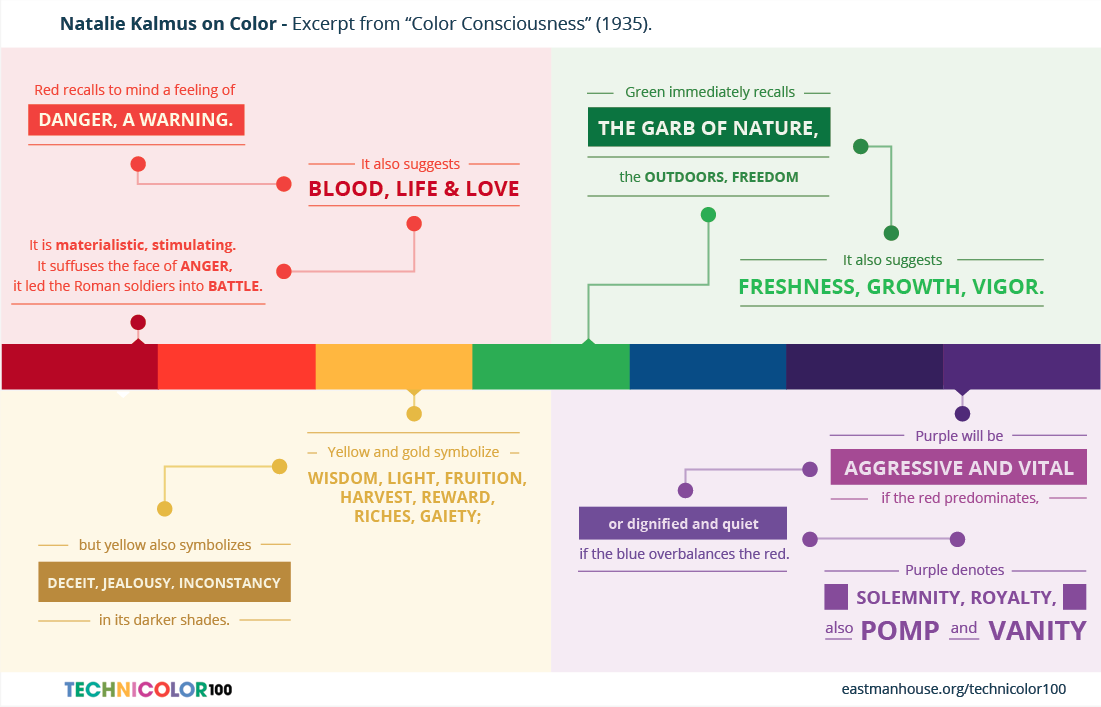 Natalie Kalmus on Color - Excerpt from “Color Consciousness” (1935).
Red recalls to mind a feeling of
DANGER, A WARNING.
It also suggests
BLOOD, LIFE & LOVE
It is materialistic, stimulating.
It suffuses the face of ANGER,
it led the Roman soldiers into BATTLE.
Green immediately recalls
THE GARB OF NATURE,
the OUTDOORS, FREEDOM
It also suggests
FRESHNESS, GROWTH, VIGOR.
Yellow and gold symbolize
WISDOM, LIGHT, FRUITION,
HARVEST, REWARD,
RICHES, GAIETY;
but yellow also symbolizes
DECEIT, JEALOUSY, INCONSTANCY
in its darker shades.
Purple will be
AGGRESSIVE AND VITAL
if the red predominates,
or dignified and quiet
if the blue overbalances the red.
Purple denotes
SOLEMNITY, ROYALTY,
also POMP and VANITY
TECHNICOLOR100
eastmanhouse.org/technicolor100